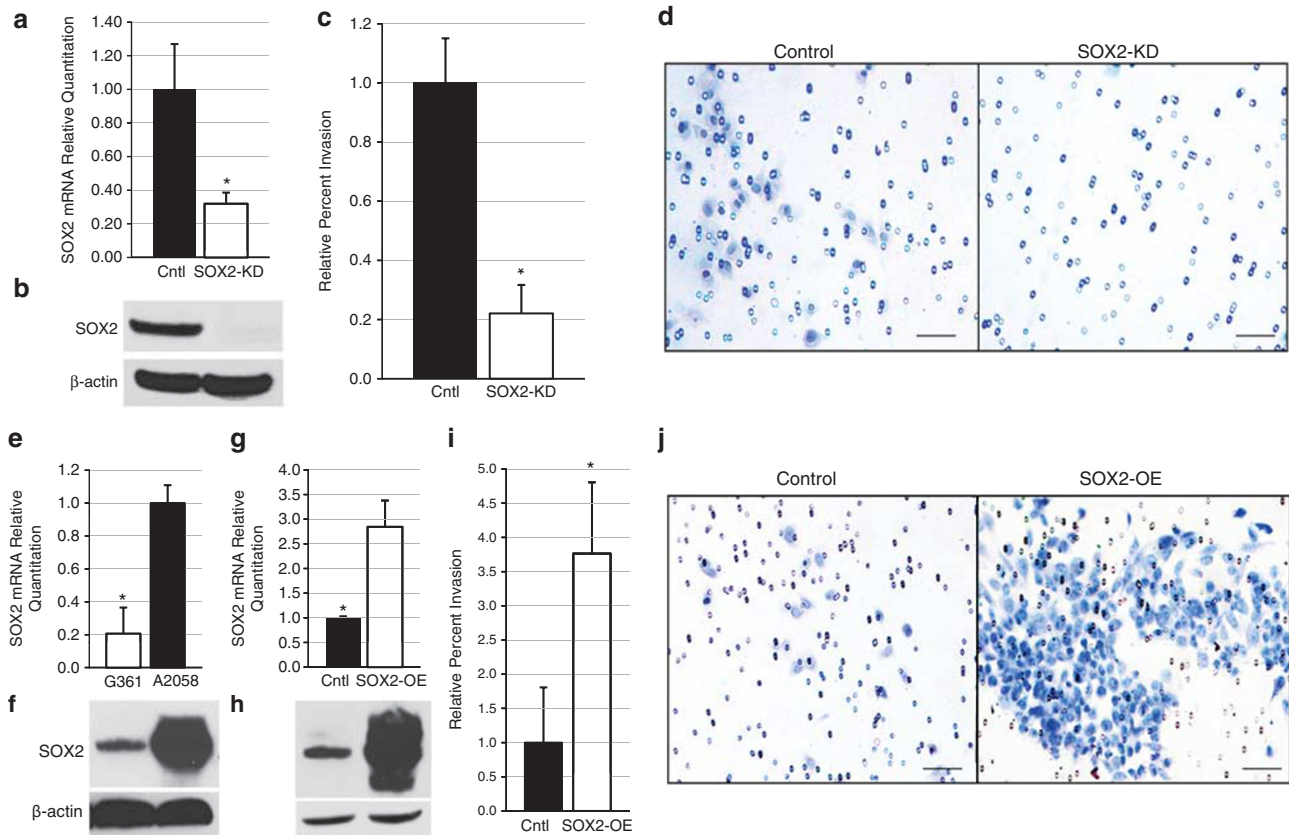 a
SOX2 mRNA Relative Quantitation
1.40
1.20
1.00
0.80
0.60
0.40
0.20
0.00
*
Cntl SOX2-KD
b
SOX2
β-actin
c
Relative Percent Invasion
1.2
1.0
0.8
0.6
0.4
0.2
0.0
*
Cntl SOX2-KD
d
Control SOX2-KD
e
SOX2 mRNA Relative
Quantitation
1.2
1.0
0.8
0.6
0.4
0.2
0.0
*
G361 A2058
f
SOX2
β-actin
g
SOX2 mRNA Relative
Quantitation
4.0
3.5
3.0
2.5
2.0
1.5
1.0
0.5
0.0
*
Cntl SOX2-OE
h
i
Relative Percent Invasion
5.0
4.5
4.0
3.5
3.0
2.5
2.0
1.5
1.0
0.5
0.0
*
Cntl SOX2-OE
j
Control SOX2-OE